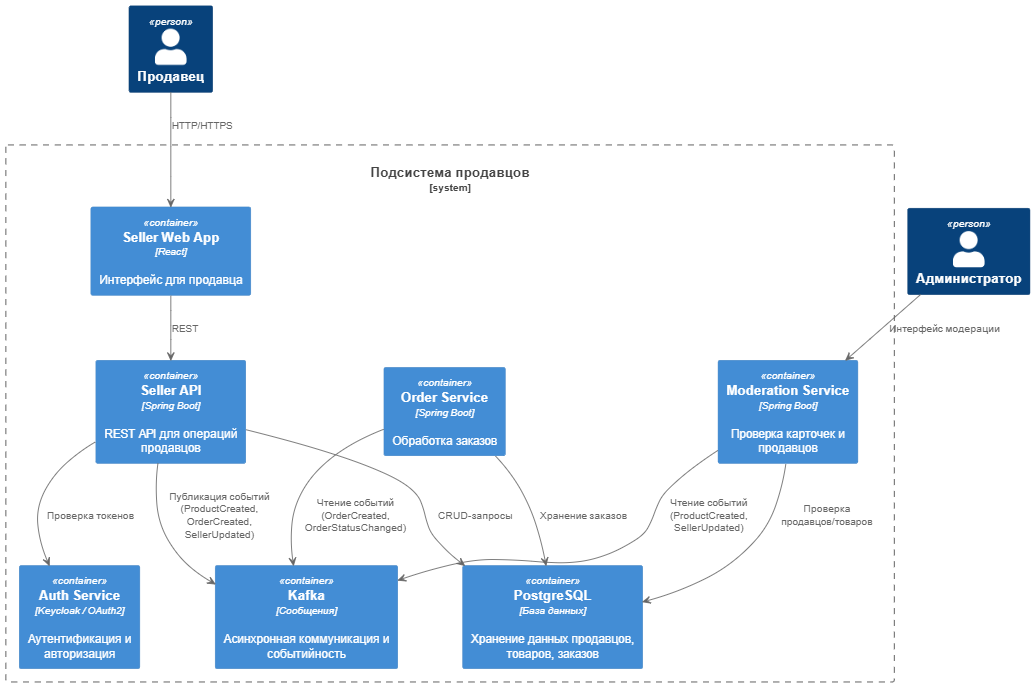 «person»
Продавец
HTTP/HTTPS
Подсистема продавцов
[system]
«container»
Seller Web App
[React]
Интерфейс для продавца
«person»
Администратор
REST
Интерфейс модерации
«container»
Seller API
[Spring Boot]
REST API для операций
продавцов
«container»
Order Service
[Spring Boot]
Обработка заказов
«container»
Moderation Service
[Spring Boot]
Проверка карточек и
продавцов
Проверка токенов
Публикация событий
(ProductCreated,
OrderCreated,
SellerUpdated)
Чтение событий
(OrderCreated,
OrderStatusChanged)
CRUD-запросы
Хранение заказов
Чтение событий
(ProductCreated,
SellerUpdated)
Проверка
продавцов/товаров
«container»
Auth Service
[Keycloak / OAuth2]
Аутентификация и
авторизация
«container»
Kafka
[Сообщения]
Асинхронная коммуникация и
событийность
«container»
PostgreSQL
[База данных]
Хранение данных продавцов,
товаров, заказов